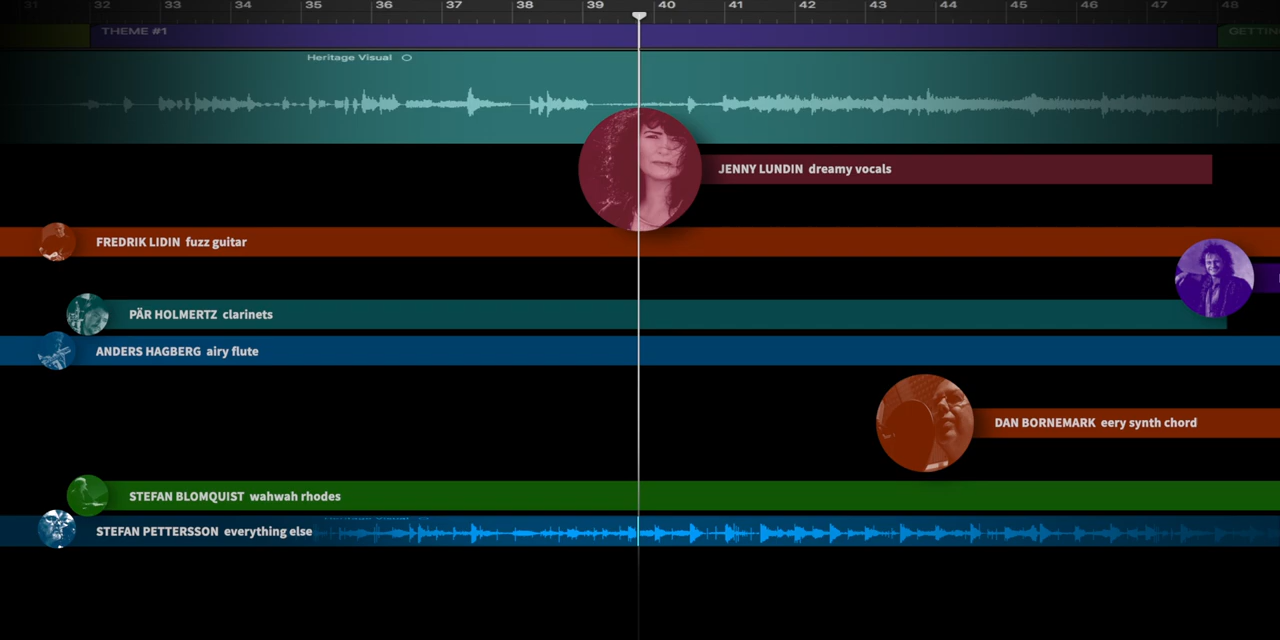 31 32 33 34 35 36 37 38 39 40 41 42 43 44 45 46 47 48
THEME #1 GETTIN
Heritage Visual
JENNY LUNDIN dreamy vocals
FREDRIK LIDIN fuzz guitar
PÄR HOLMERTZ clarinets
ANDERS HAGBERG airy flute
DAN BORNEMARK eery synth chord
STEFAN BLOMQUIST wahwah rhodes
STEFAN PETTERSSON everything else